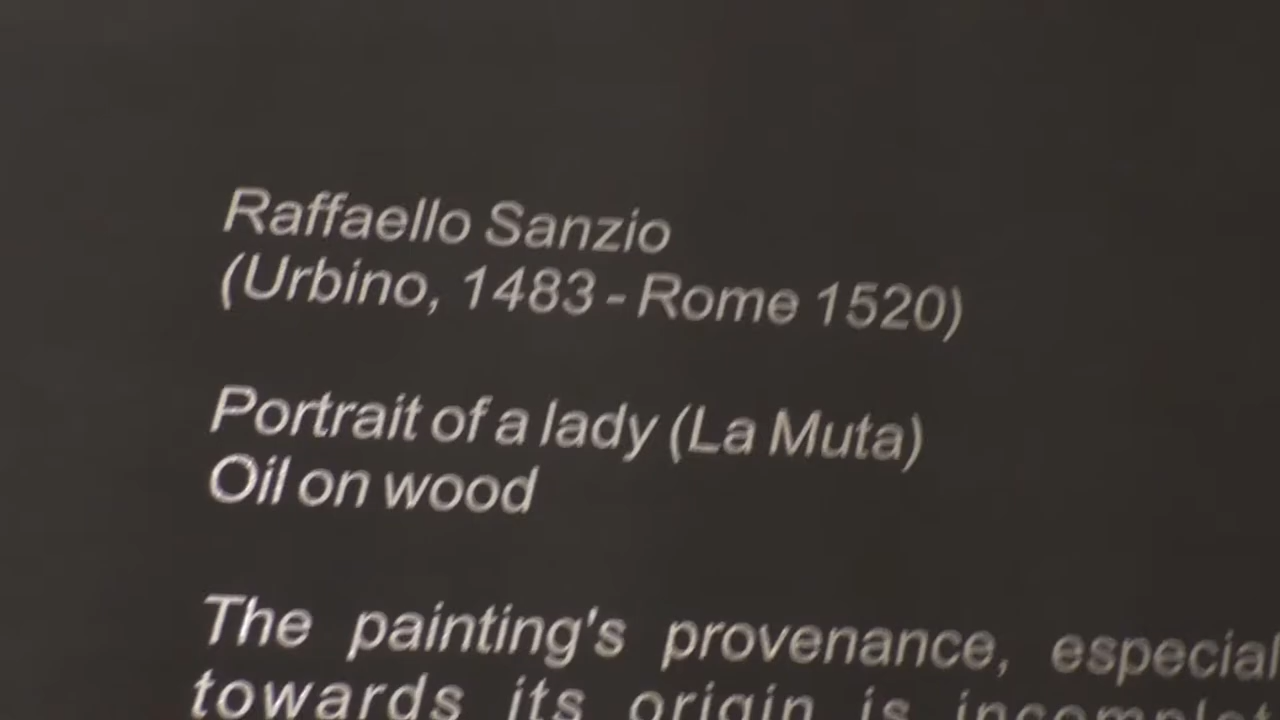 Raffaello Sanzio
(Urbino, 1483 - Rome 1520)
Portrait of a lady (La Muta)
Oil on wood
The painting's provenance,
towards its origin is